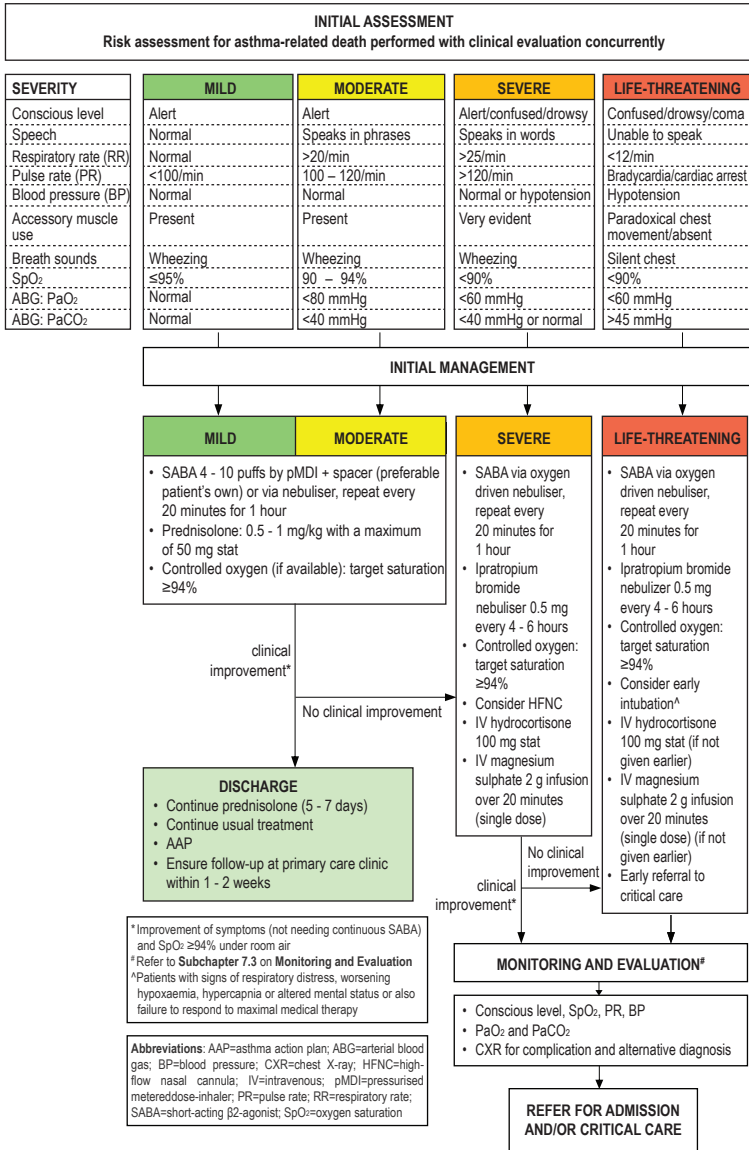 INITIAL ASSESSMENT
Risk assessment for asthma-related death performed with clinical evaluation concurrently
SEVERITY MILD MODERATE SEVERE LIFE-THREATENING
Conscious level Alert Alert Alert/confused/drowsy Confused/drowsy/coma
Speech Normal Speaks in phrases Speaks in words Unable to speak
Respiratory rate (RR) Normal >20/min >25/min <12/min
Pulse rate (PR) <100/min 100 – 120/min >120/min Bradycardia/cardiac arrest
Blood pressure (BP) Normal Normal Normal or hypotension Hypotension
Accessory muscle Present Present Very evident Paradoxical chest
use movement/absent
Breath sounds Wheezing Wheezing Wheezing Silent chest
SpO₂ ≤95% 90 – 94% <90% <90%
ABG: PaO₂ Normal <80 mmHg <60 mmHg <60 mmHg
ABG: PaCO₂ Normal <40 mmHg <40 mmHg or normal >45 mmHg
INITIAL MANAGEMENT
MILD MODERATE
• SABA 4 - 10 puffs by pMDI + spacer (preferable
patient's own) or via nebuliser, repeat every
20 minutes for 1 hour
• Prednisolone: 0.5 - 1 mg/kg with a maximum
of 50 mg stat
• Controlled oxygen (if available): target saturation
≥94%
SEVERE
• SABA via oxygen
driven nebuliser,
repeat every
20 minutes for
1 hour
• Ipratropium
bromide
nebuliser 0.5 mg
every 4 - 6 hours
• Controlled oxygen:
target saturation
≥94%
• Consider HFNC
• IV hydrocortisone
100 mg stat
• IV magnesium
sulphate 2 g infusion
over 20 minutes
(single dose)
LIFE-THREATENING
• SABA via oxygen
driven nebuliser,
repeat every
20 minutes for
1 hour
• Ipratropium bromide
nebulizer 0.5 mg
every 4 - 6 hours
• Controlled oxygen:
target saturation
≥94%
• Consider early
intubation^
• IV hydrocortisone
100 mg stat (if not
given earlier)
• IV magnesium
sulphate 2 g infusion
over 20 minutes
(single dose) (if not
given earlier)
• Early referral to
critical care
clinical
improvement*
No clinical improvement
DISCHARGE
• Continue prednisolone (5 - 7 days)
• Continue usual treatment
• AAP
• Ensure follow-up at primary care clinic
within 1 - 2 weeks
No clinical
improvement
clinical
improvement*
* Improvement of symptoms (not needing continuous SABA)
and SpO₂ ≥94% under room air
# Refer to Subchapter 7.3 on Monitoring and Evaluation
^Patients with signs of respiratory distress, worsening
hypoxaemia, hypercapnia or altered mental status or also
failure to respond to maximal medical therapy
MONITORING AND EVALUATION#
• Conscious level, SpO₂, PR, BP
• PaO₂ and PaCO₂
• CXR for complication and alternative diagnosis
Abbreviations: AAP=asthma action plan; ABG=arterial blood
gas; BP=blood pressure; CXR=chest X-ray; HFNC=high-
flow nasal cannula; IV=intravenous; pMDI=pressurised
metereddose-inhaler; PR=pulse rate; RR=respiratory rate;
SABA=short-acting β2-agonist; SpO₂=oxygen saturation
REFER FOR ADMISSION
AND/OR CRITICAL CARE